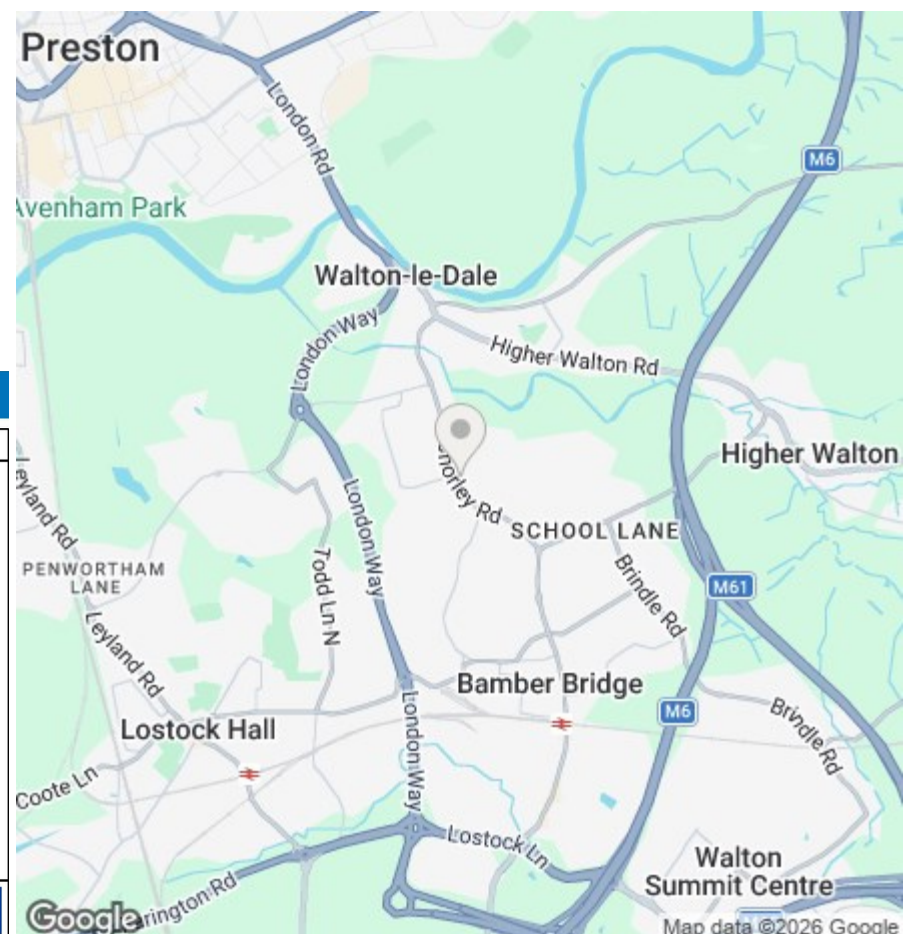 Preston
London Rd
M6
Avenham Park
Walton-le-Dale
London Way
Higher Walton Rd
Higher Walton
Chorley Rd
Leyland Rd
London Way
SCHOOL LANE
PENWORTHAM
LANE
Todd Ln N
Brindle Rd
M61
Leyland Rd
Bamber Bridge
M6
Brindle Rd
Lostock Hall
London Way
Coote Ln
Lostock Ln
Walton
Summit Centre
Google
Map data ©2026 Google